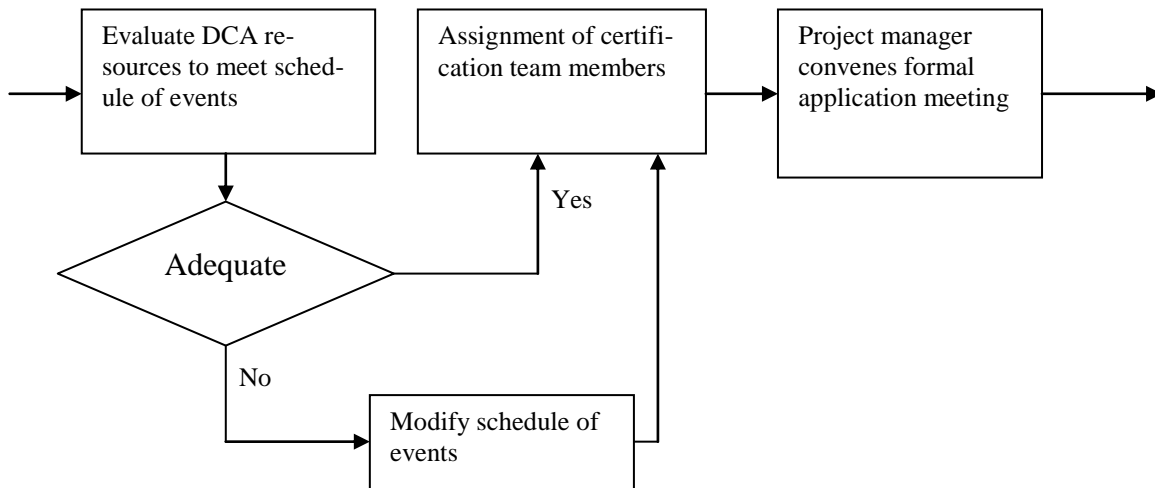 Evaluate DCA re-
sources to meet sched-
ule of events
Assignment of certifi-
cation team members
Project manager
convenes formal
application meeting
Yes
Adequate
No
Modify schedule of
events